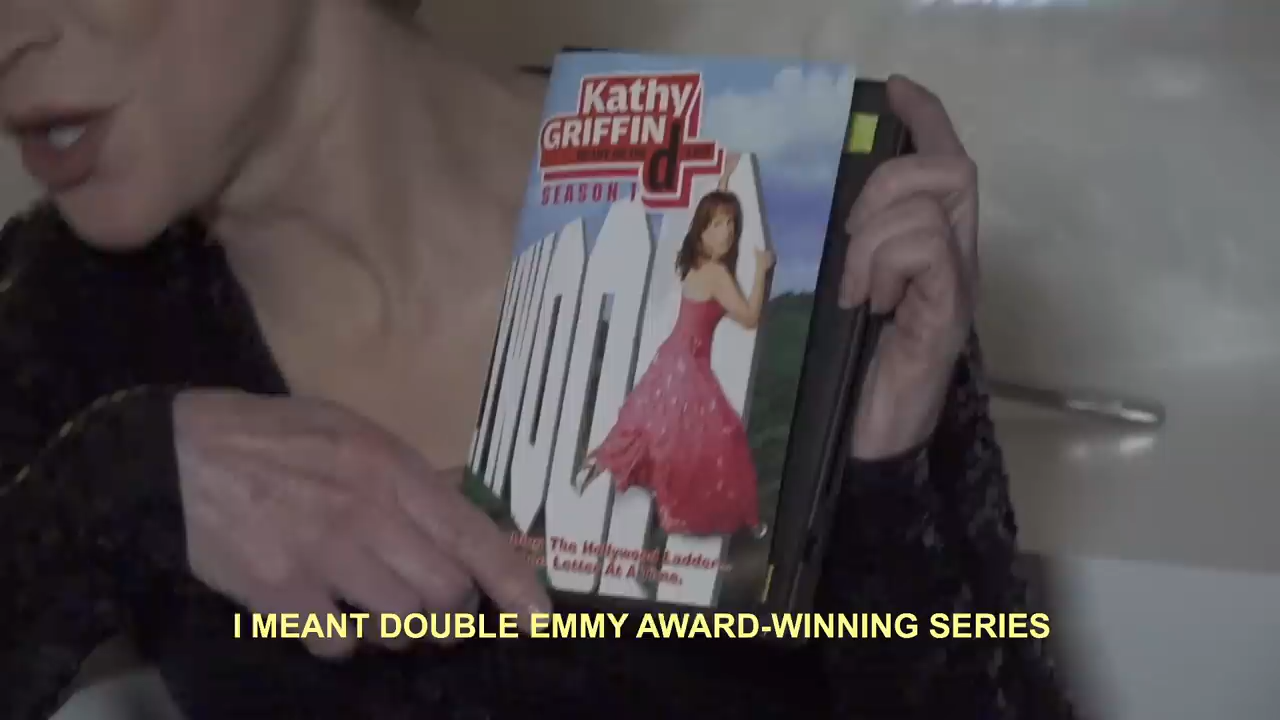 Kathy
GRIFFIN
d
SEASON 1
The Hollywood Ladder...
Letter At A Time.
I MEANT DOUBLE EMMY AWARD-WINNING SERIES